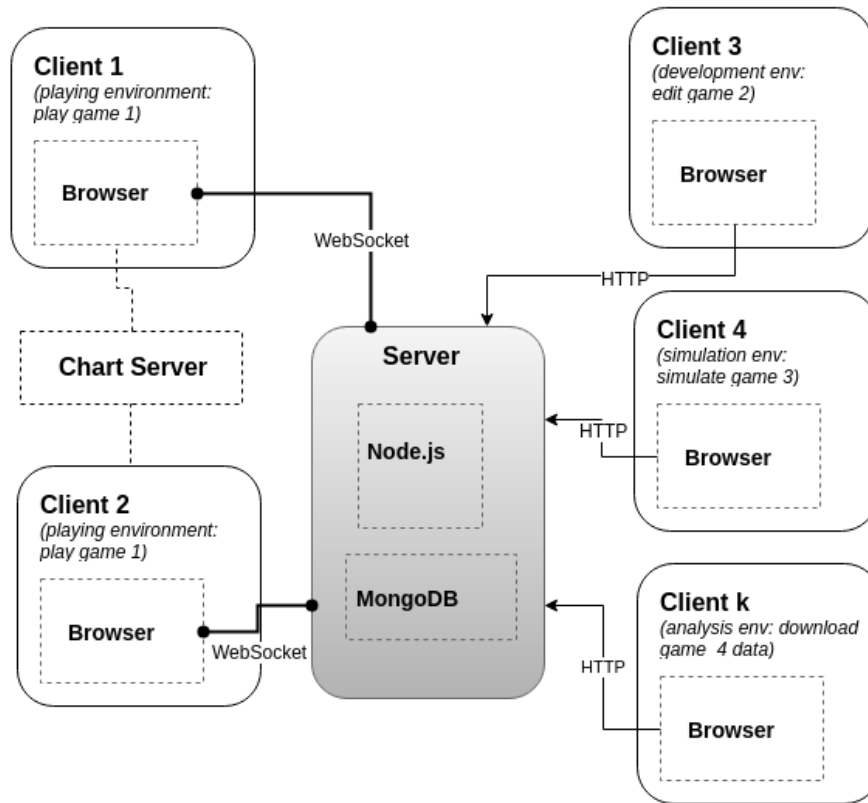 Client 1
(playing environment:
play game 1)
Browser
WebSocket
Chart Server
Client 2
(playing environment:
play game 1)
Browser
WebSocket
Server
Node.js
MongoDB
Client 3
(development env:
edit game 2)
Browser
HTTP
Client 4
(simulation env:
simulate game 3)
Browser
HTTP
Client k
(analysis env: download
game 4 data)
Browser
HTTP